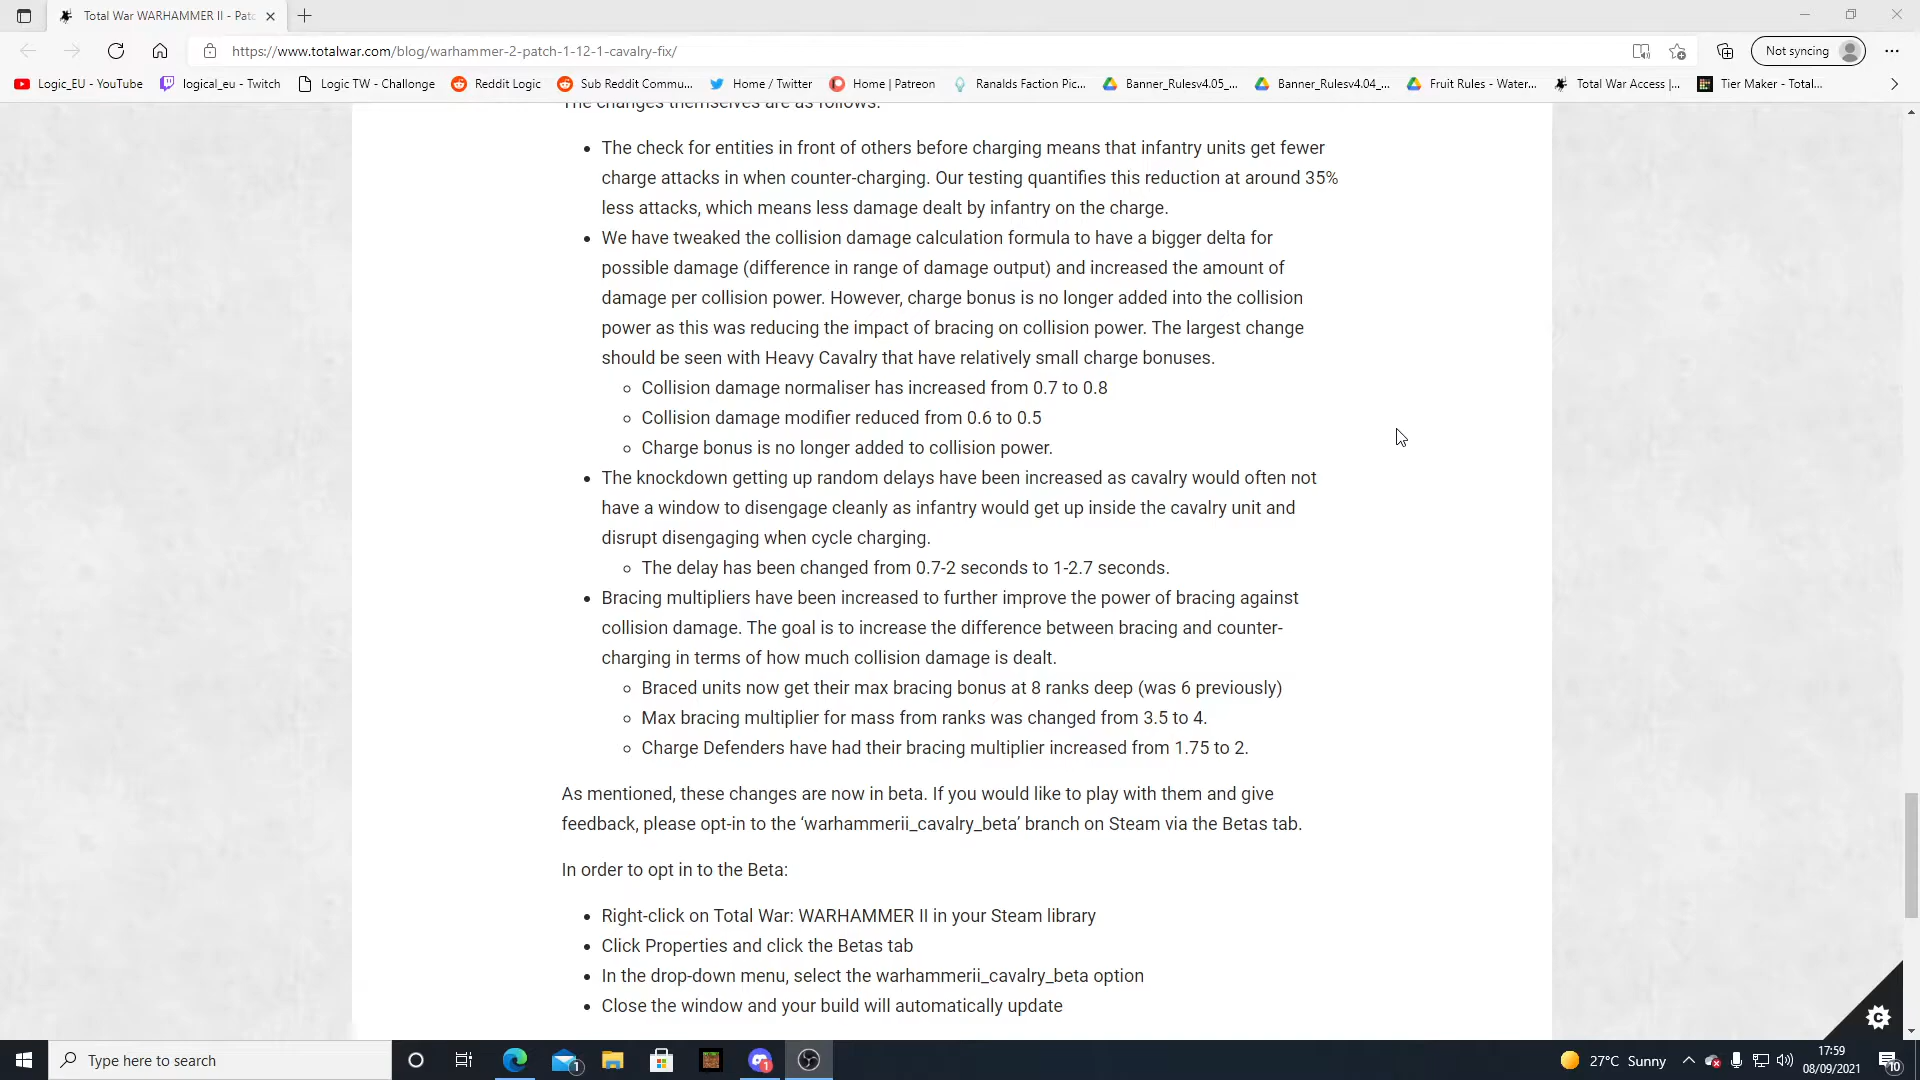 Total War WARHAMMER II - Patc
https://www.totalwar.com/blog/warhammer-2-patch-1-12-1-cavalry-fix/
Not syncing
Logic_EU - YouTube
logical_eu - Twitch
Logic TW - Challonge
Reddit Logic
Sub Reddit Commu...
Home / Twitter
Home | Patreon
Ranalds Faction Pic...
Banner_Rulesv4.05_...
Banner_Rulesv4.04_...
Fruit Rules - Water...
Total War Access |...
Tier Maker - Total...
The changes themselves are as follows:
• The check for entities in front of others before charging means that infantry units get fewer
charge attacks in when counter-charging. Our testing quantifies this reduction at around 35%
less attacks, which means less damage dealt by infantry on the charge.
• We have tweaked the collision damage calculation formula to have a bigger delta for
possible damage (difference in range of damage output) and increased the amount of
damage per collision power. However, charge bonus is no longer added into the collision
power as this was reducing the impact of bracing on collision power. The largest change
should be seen with Heavy Cavalry that have relatively small charge bonuses.
◦ Collision damage normaliser has increased from 0.7 to 0.8
◦ Collision damage modifier reduced from 0.6 to 0.5
◦ Charge bonus is no longer added to collision power.
• The knockdown getting up random delays have been increased as cavalry would often not
have a window to disengage cleanly as infantry would get up inside the cavalry unit and
disrupt disengaging when cycle charging.
◦ The delay has been changed from 0.7-2 seconds to 1-2.7 seconds.
• Bracing multipliers have been increased to further improve the power of bracing against
collision damage. The goal is to increase the difference between bracing and counter-
charging in terms of how much collision damage is dealt.
◦ Braced units now get their max bracing bonus at 8 ranks deep (was 6 previously)
◦ Max bracing multiplier for mass from ranks was changed from 3.5 to 4.
◦ Charge Defenders have had their bracing multiplier increased from 1.75 to 2.
As mentioned, these changes are now in beta. If you would like to play with them and give
feedback, please opt-in to the ‘warhammerii_cavalry_beta’ branch on Steam via the Betas tab.
In order to opt in to the Beta:
• Right-click on Total War: WARHAMMER II in your Steam library
• Click Properties and click the Betas tab
• In the drop-down menu, select the warhammerii_cavalry_beta option
• Close the window and your build will automatically update
Type here to search
1
1
27°C Sunny
17:59
08/09/2021
10